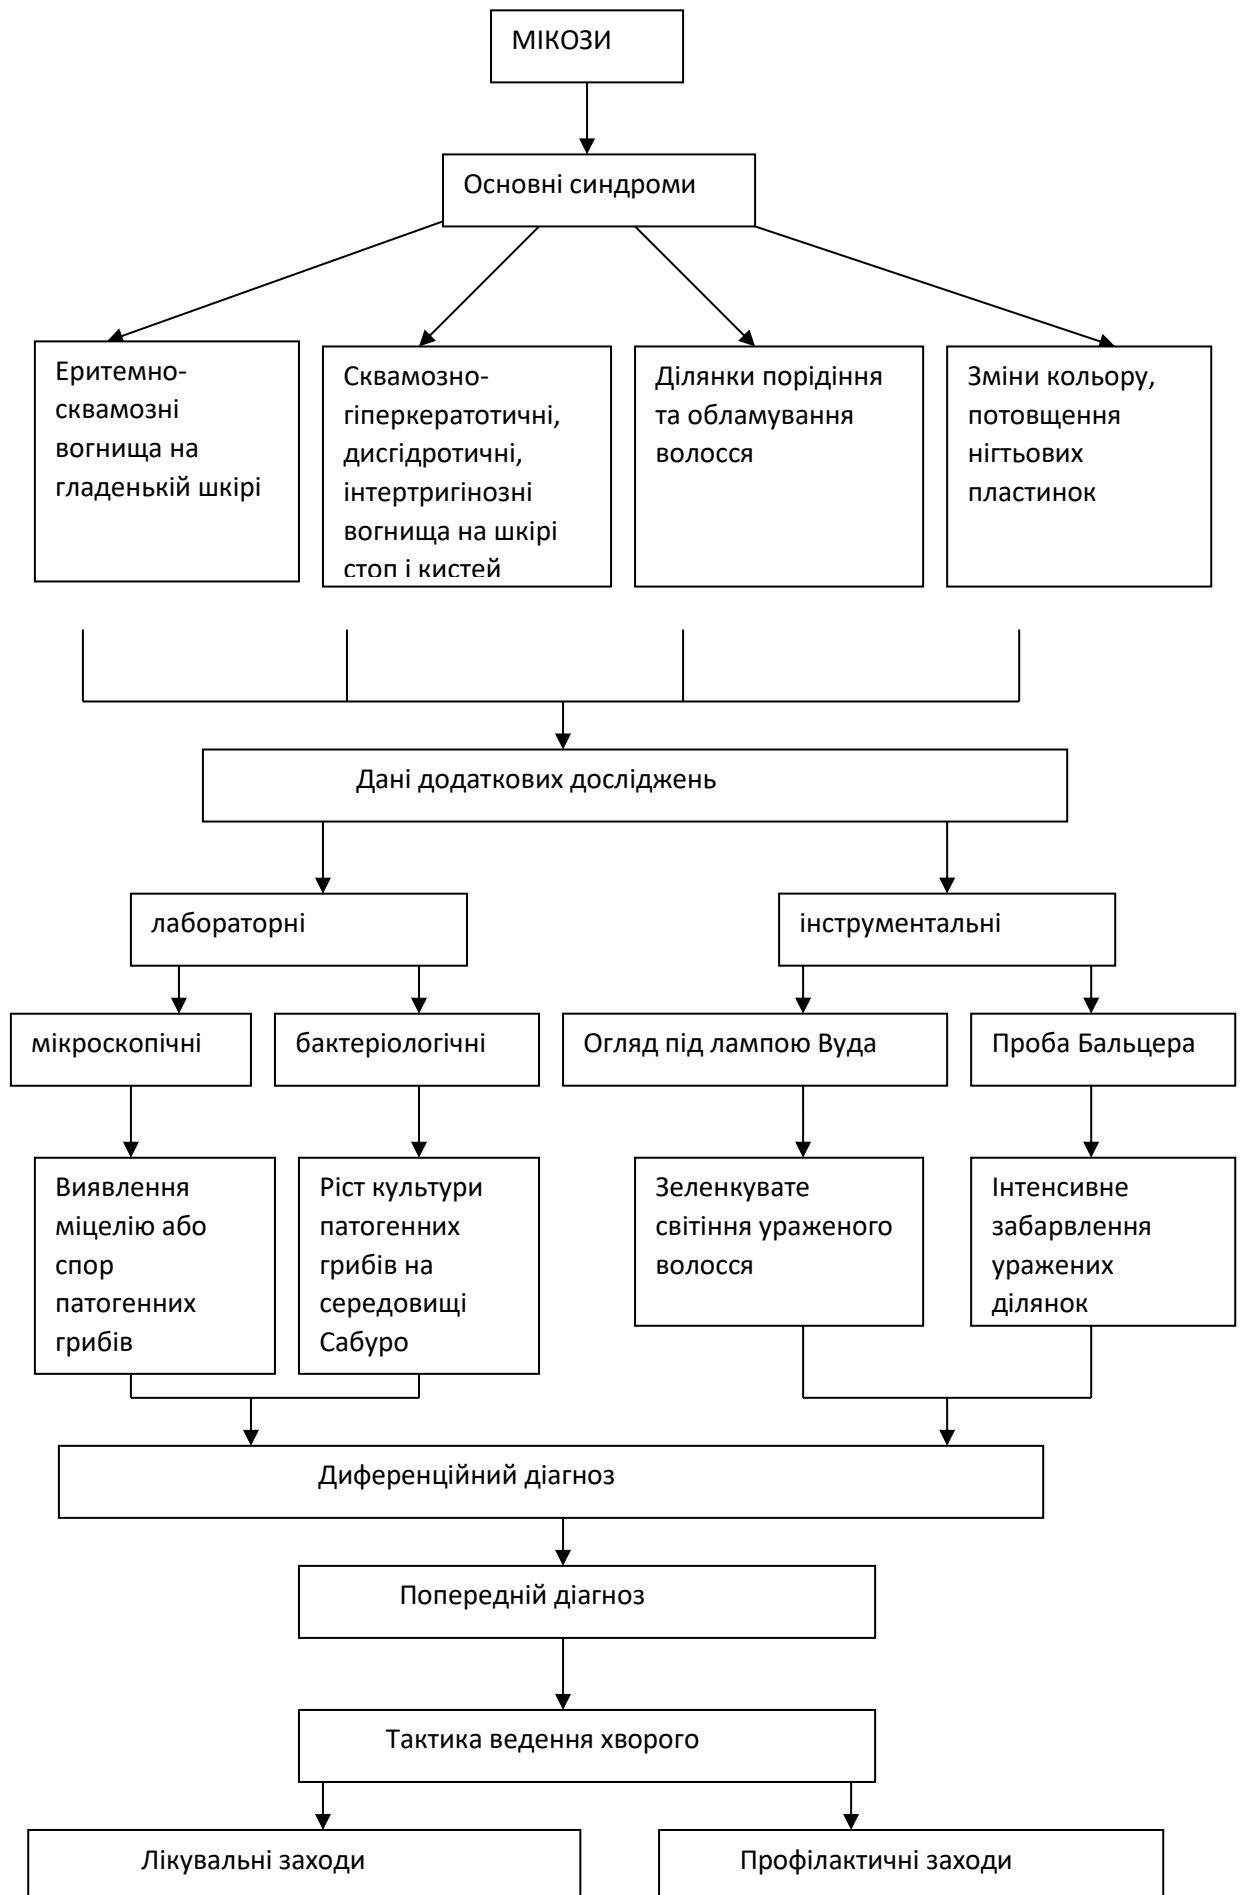 МІКОЗИ
Основні синдроми
Еритемно-
сквамозні
вогнища на
гладенькій шкірі
Сквамозно-
гіперкератотичні,
дисгідротичні,
інтертригінозні
вогнища на шкірі
стоп і кистей
Ділянки порідіння
та обламування
волосся
Зміни кольору,
потовщення
нігтьових
пластинок
Дані додаткових досліджень
лабораторні
інструментальні
мікроскопічні
бактеріологічні
Огляд під лампою Вуда
Проба Бальцера
Виявлення
міцелію або
спор
патогенних
грибів
Ріст культури
патогенних
грибів на
середовищі
Сабуро
Зеленкувате
світіння ураженого
волосся
Інтенсивне
забарвлення
уражених
ділянок
Диференційний діагноз
Попередній діагноз
Тактика ведення хворого
Лікувальні заходи
Профілактичні заходи